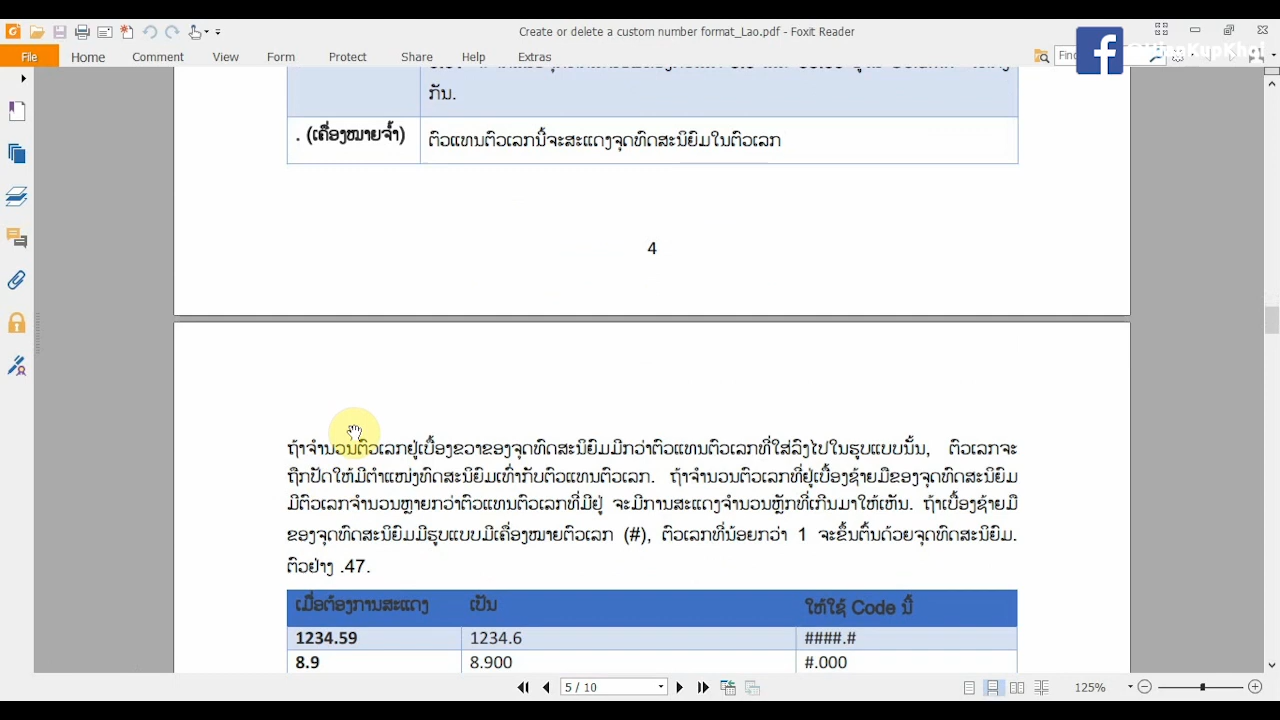 Create or delete a custom number format_Lao.pdf - Foxit Reader
File Home Comment View Form Protect Share Help Extras
ກັນ.
. (ເຄື່ອງໝາຍຈ້ຳ) ຕົວແທນຕົວເລກນີ້ຈະສະແດງຈຸດທົດສະນິຍົມໃນຕົວເລກ
4
ຖ້າຈຳນວນຕົວເລກຢູ່ເບື້ອງຂວາຂອງຈຸດທົດສະນິຍົມມີກວ່າຕົວແທນຕົວເລກທີ່ໃສ່ລົງໄປໃນຮູບແບບນັ້ນ, ຕົວເລກຈະ
ຖືກປັດໃຫ້ມີຕຳແໜ່ງທົດສະນິຍົມເທົ່າກັບຕົວແທນຕົວເລກ. ຖ້າຈຳນວນຕົວເລກທີ່ຢູ່ເບື້ອງຊ້າຍມືຂອງຈຸດທົດສະນິຍົມ
ມີຕົວເລກຈຳນວນຫຼາຍກວ່າຕົວແທນຕົວເລກທີ່ມີຢູ່ ຈະມີການສະແດງຈຳນວນຫຼັກທີ່ເກີນມາໃຫ້ເຫັນ. ຖ້າເບື້ອງຊ້າຍມື
ຂອງຈຸດທົດສະນິຍົມມີຮູບແບບມີເຄື່ອງໝາຍຕົວເລກ (#), ຕົວເລກທີ່ນ້ອຍກວ່າ 1 ຈະຂຶ້ນຕົ້ນດ້ວຍຈຸດທົດສະນິຍົມ.
ຕົວຢ່າງ .47.
ເມື່ອຕ້ອງການສະແດງ ເປັນ ໃຫ້ໃຊ້ Code ນີ້
1234.59 1234.6 ####.#
8.9 8.900 #.000
5 / 10 125%